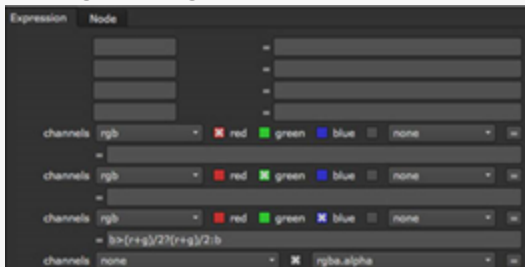 Expression Node
=
=
=
=
channels rgb red green blue none =
=
channels rgb red green blue none =
=
channels rgb red green blue none =
= b>(r+g)/2?(r+g)/2:b
channels none rgba.alpha =